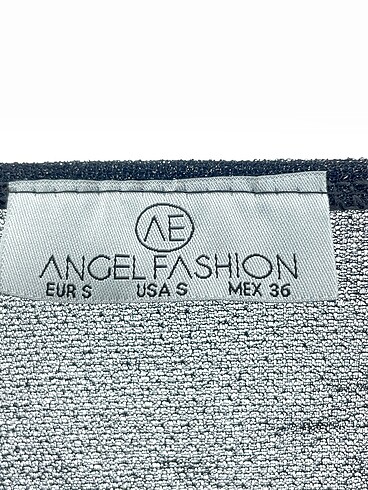 AE
ANGEL FASHION
EUR S USA S MEX 36